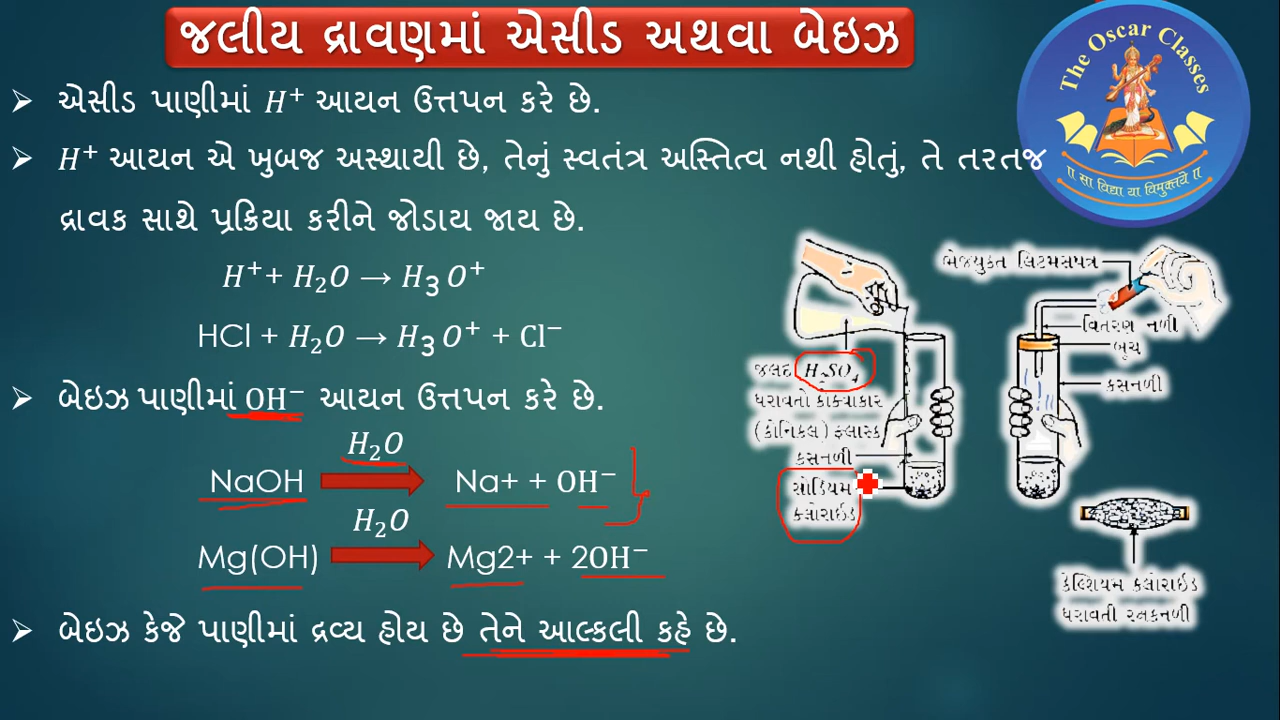 જલીય દ્રાવણમાં એસીડ અથવા બેઇઝ
The Oscar Classes
॥ सा विद्या या विमुक्तये ॥
➢ એસીડ પાણીમાં H⁺ આયન ઉત્તપન કરે છે.
➢ H⁺ આયન એ ખુબજ અસ્થાયી છે, તેનું સ્વતંત્ર અસ્તિત્વ નથી હોતું, તે તરતજ
દ્રાવક સાથે પ્રક્રિયા કરીને જોડાય જાય છે.
H⁺+ H₂O → H₃O⁺
HCl + H₂O → H₃O⁺ + Cl⁻
➢ બેઇઝ પાણીમાં OH⁻ આયન ઉત્તપન કરે છે.
H₂O
NaOH Na+ + OH⁻
H₂O
Mg(OH) Mg2+ + 2OH⁻
➢ બેઇઝ કેજે પાણીમાં દ્રવ્ય હોય છે તેને આલ્કલી કહે છે.
જલદ H₂SO₄
ધરાવતો કાક્વાકાર
(કોનિકલ) ફ્લાસ્ક
કસનળી
સોડિયમ
ક્લોરાઇડ
ભેજયુક્ત લિટમસપત્ર
વિતરણ નળી
બુચ
કસનળી
કેલ્શિયમ ક્લોરાઇડ
ધરાવતી રક્ષકનળી